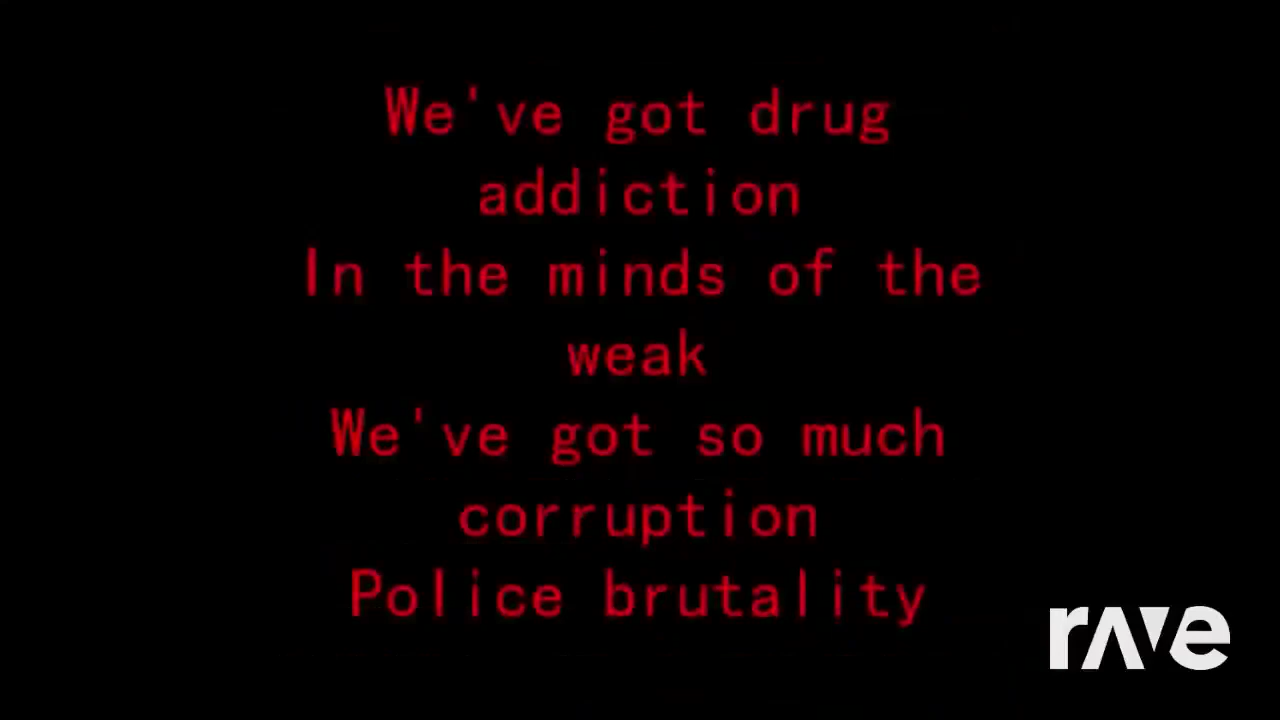 We've got drug
addiction
In the minds of the
weak
We've got so much
corruption
Police brutality
rave